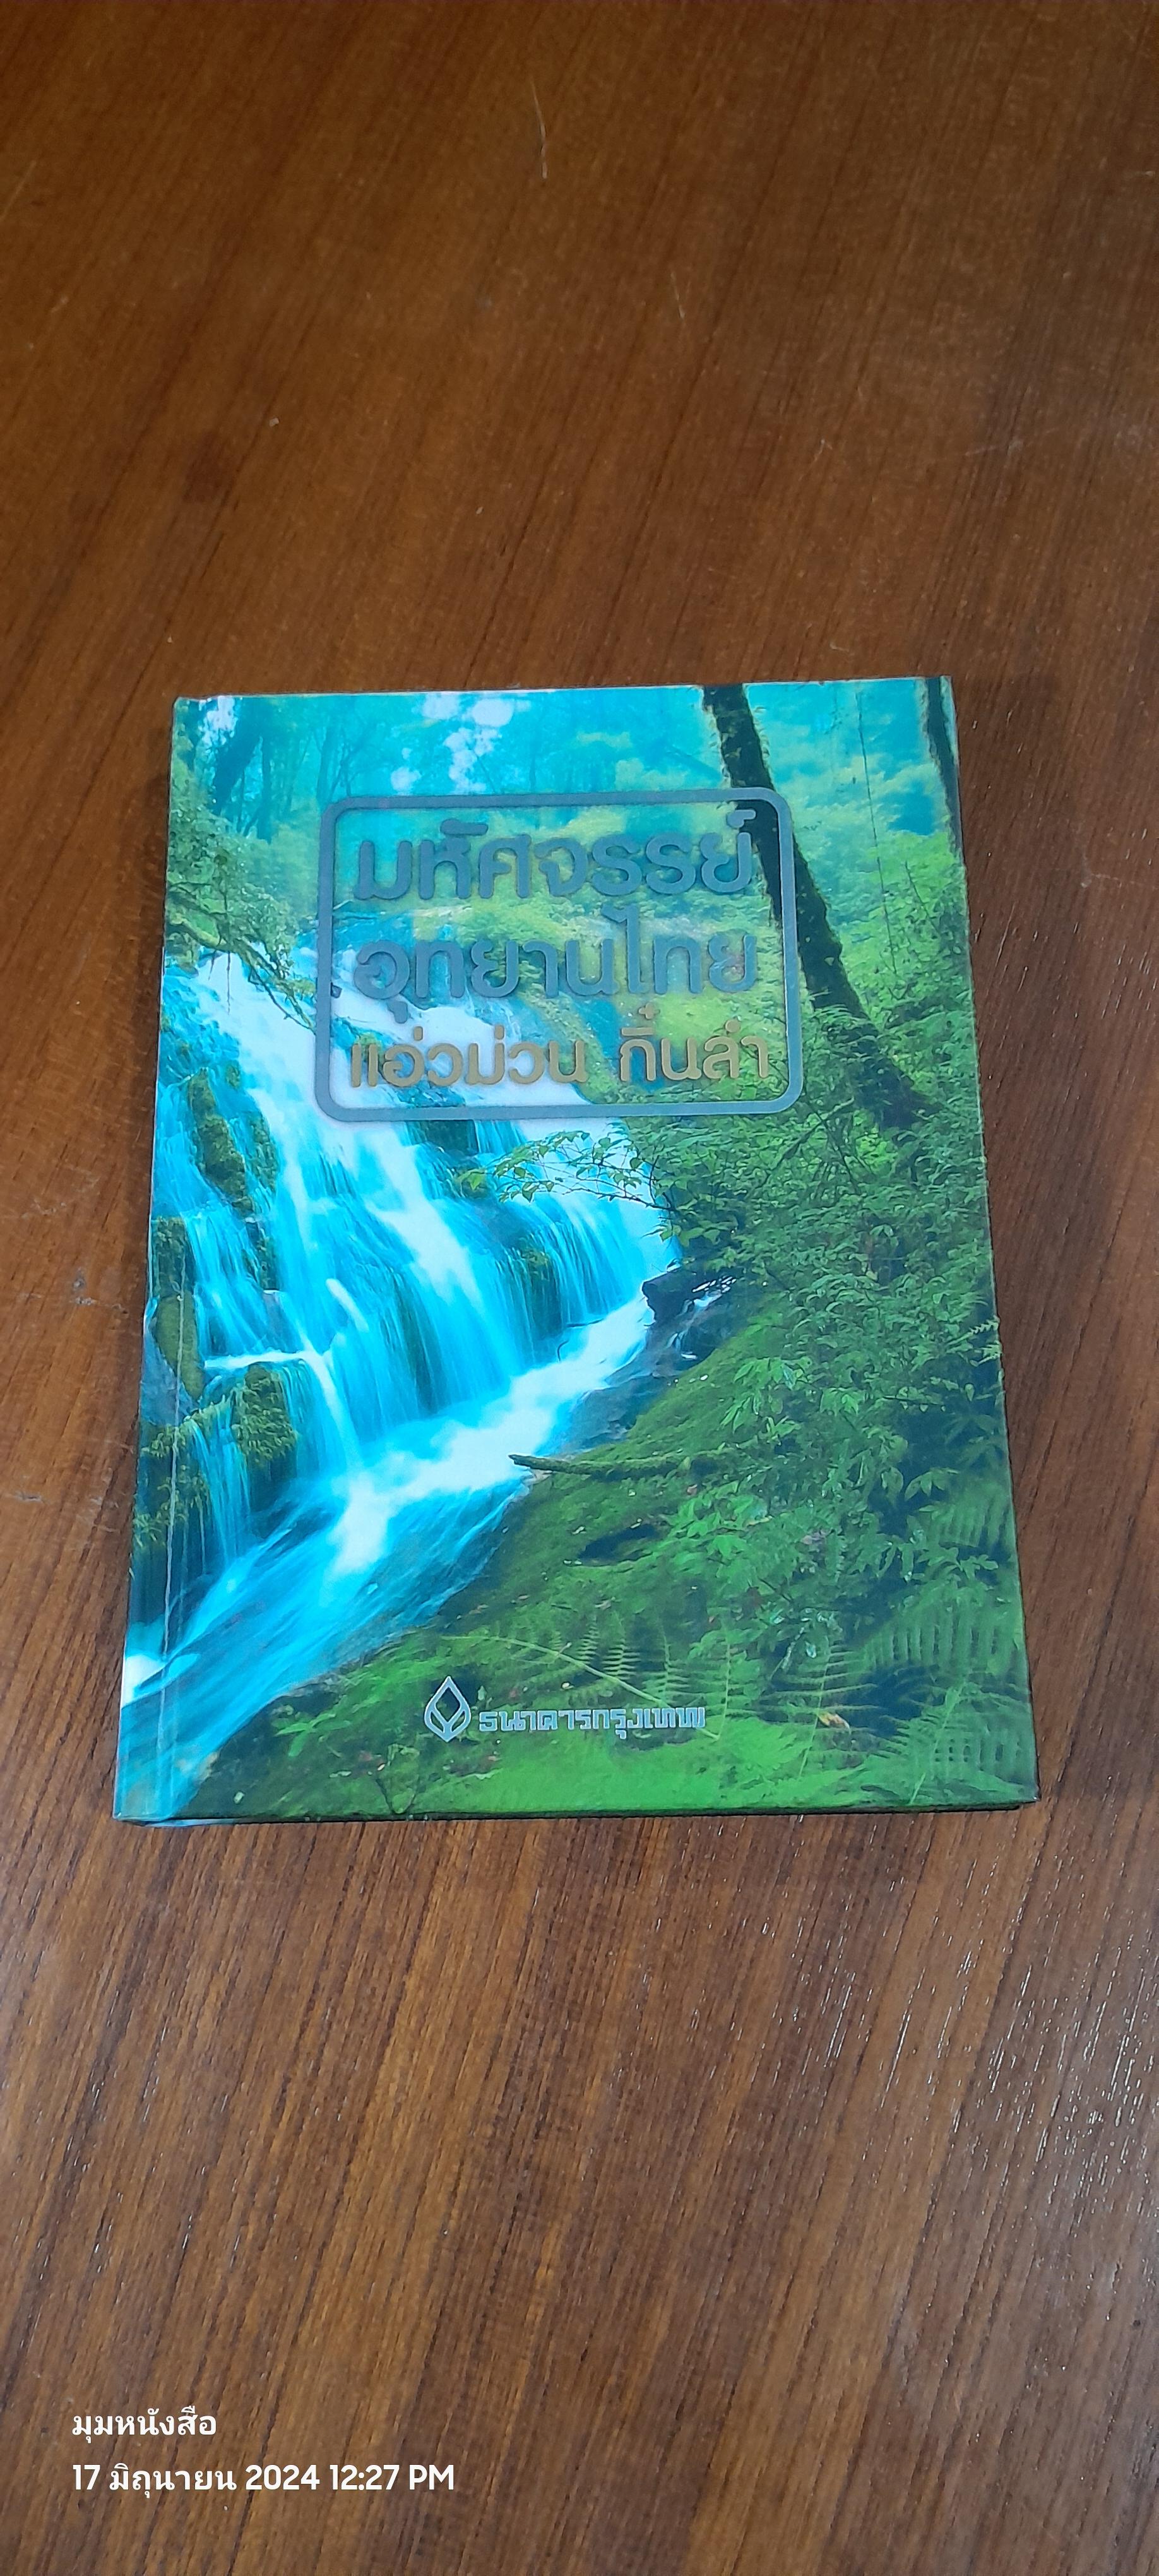 มหัศจรรย์
อุทยานไทย
แอ่วม่วน กิ๋นลำ
ธนาคารกรุงเทพ
มุมหนังสือ
17 มิถุนายน 2024 12:27 PM